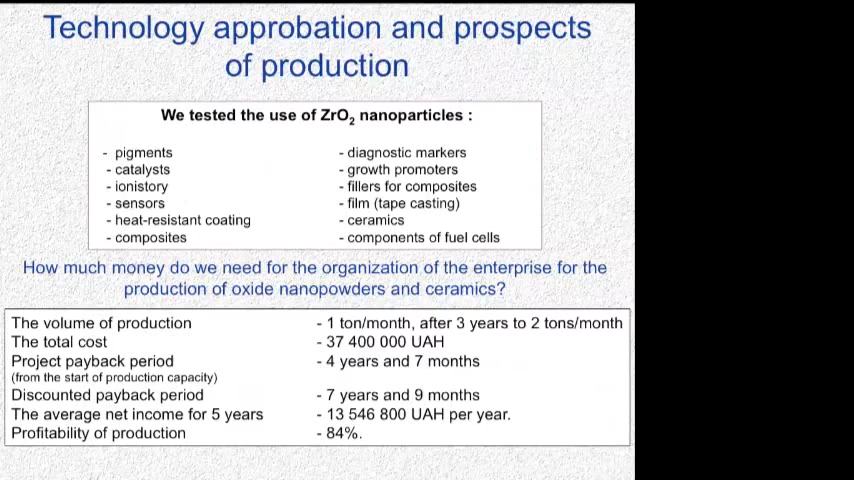 Technology approbation and prospects
of production
We tested the use of ZrO2 nanoparticles :
- pigments
- catalysts
- ionistory
- sensors
- heat-resistant coating
- composites
- diagnostic markers
- growth promoters
- fillers for composites
- film (tape casting)
- ceramics
- components of fuel cells
How much money do we need for the organization of the enterprise for the
production of oxide nanopowders and ceramics?
The volume of production - 1 ton/month, after 3 years to 2 tons/month
The total cost - 37 400 000 UAH
Project payback period - 4 years and 7 months
(from the start of production capacity)
Discounted payback period - 7 years and 9 months
The average net income for 5 years - 13 546 800 UAH per year.
Profitability of production - 84%.